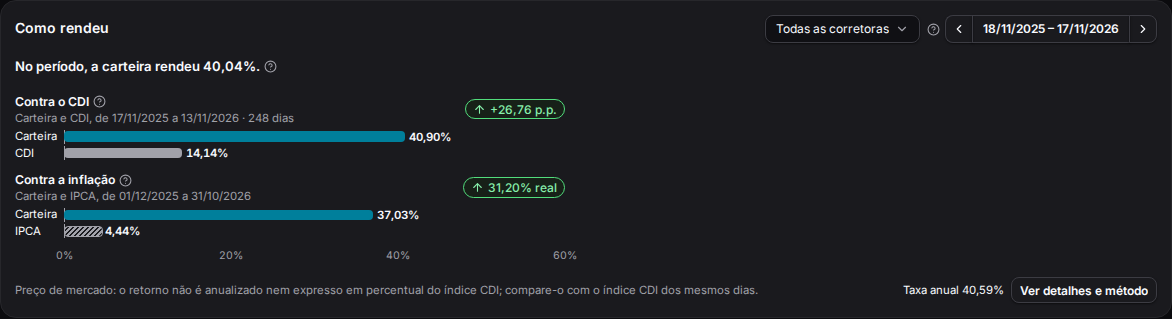 Como rendeu
Todas as corretoras
18/11/2025 – 17/11/2026
No período, a carteira rendeu 40,04%.
Contra o CDI
+26,76 p.p.
Carteira e CDI, de 17/11/2025 a 13/11/2026 · 248 dias
Carteira 40,90%
CDI 14,14%
Contra a inflação
31,20% real
Carteira e IPCA, de 01/12/2025 a 31/10/2026
Carteira 37,03%
IPCA 4,44%
0% 20% 40% 60%
Preço de mercado: o retorno não é anualizado nem expresso em percentual do índice CDI; compare-o com o índice CDI dos mesmos dias.
Taxa anual 40,59%
Ver detalhes e método